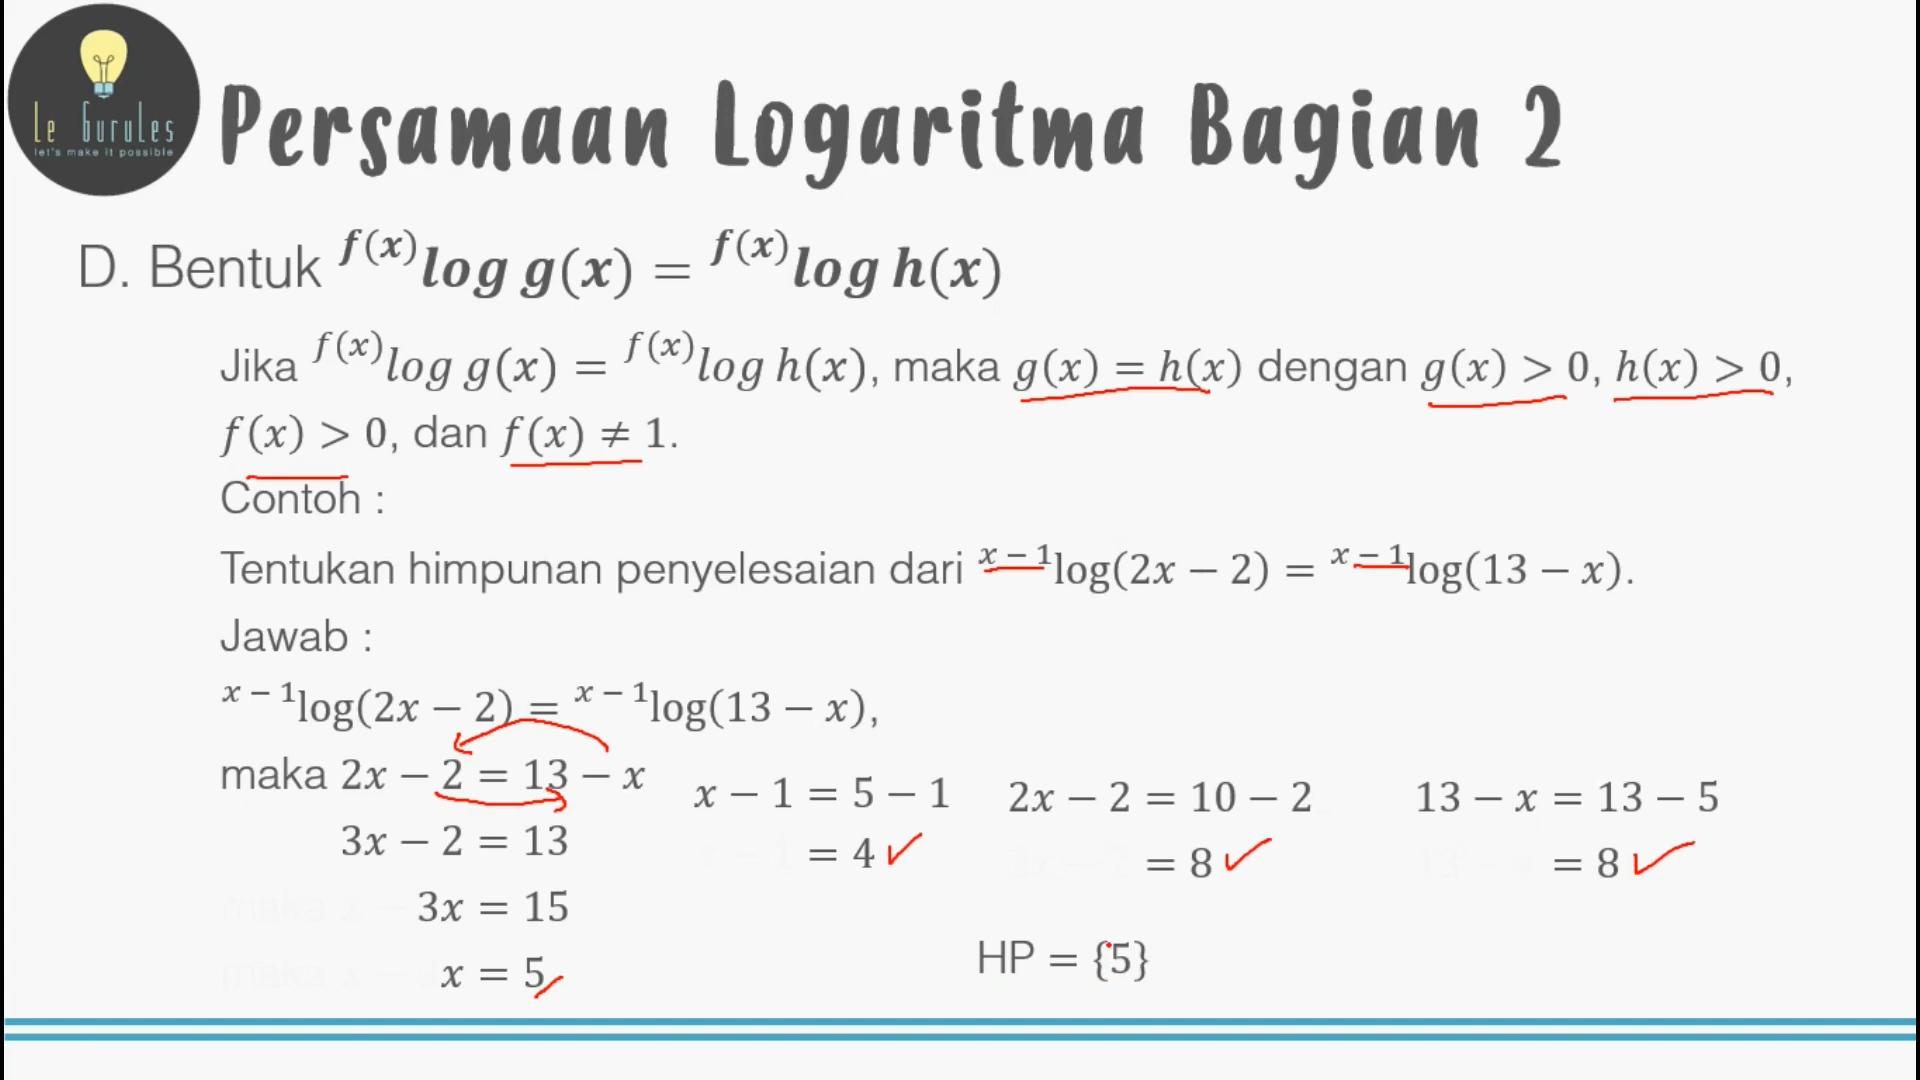 Le GuruLes
let's make it possible
Persamaan Logaritma Bagian 2
D. Bentuk ᶠ⁽ˣ⁾log g(x) = ᶠ⁽ˣ⁾log h(x)
Jika ᶠ⁽ˣ⁾log g(x) = ᶠ⁽ˣ⁾log h(x), maka g(x) = h(x) dengan g(x) > 0, h(x) > 0,
f(x) > 0, dan f(x) ≠ 1.
Contoh :
Tentukan himpunan penyelesaian dari ˣ⁻¹log(2x − 2) = ˣ⁻¹log(13 − x).
Jawab :
ˣ⁻¹log(2x − 2) = ˣ⁻¹log(13 − x),
maka 2x − 2 = 13 − x
3x − 2 = 13
3x = 15
x = 5
x − 1 = 5 − 1
= 4
2x − 2 = 10 − 2
= 8
13 − x = 13 − 5
= 8
HP = {5}